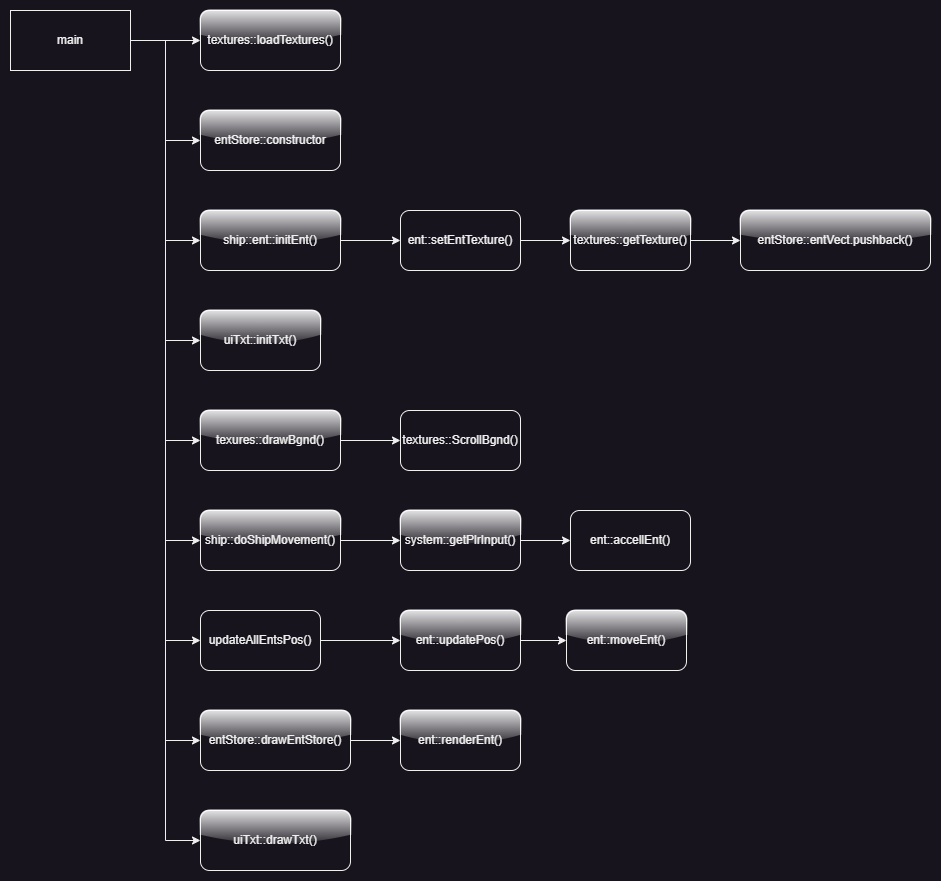 main
textures::loadTextures()
entStore::constructor
ship::ent::initEnt()
ent::setEntTexture()
textures::getTexture()
entStore::entVect.pushback()
uiTxt::initTxt()
texures::drawBgnd()
textures::ScrollBgnd()
ship::doShipMovement()
system::getPlrInput()
ent::accellEnt()
updateAllEntsPos()
ent::updatePos()
ent::moveEnt()
entStore::drawEntStore()
ent::renderEnt()
uiTxt::drawTxt()